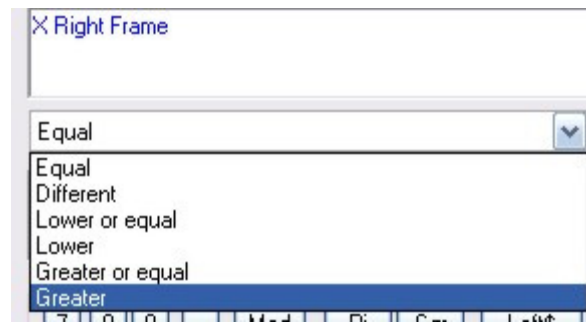 X Right Frame
Equal
Equal
Different
Lower or equal
Lower
Greater or equal
Greater